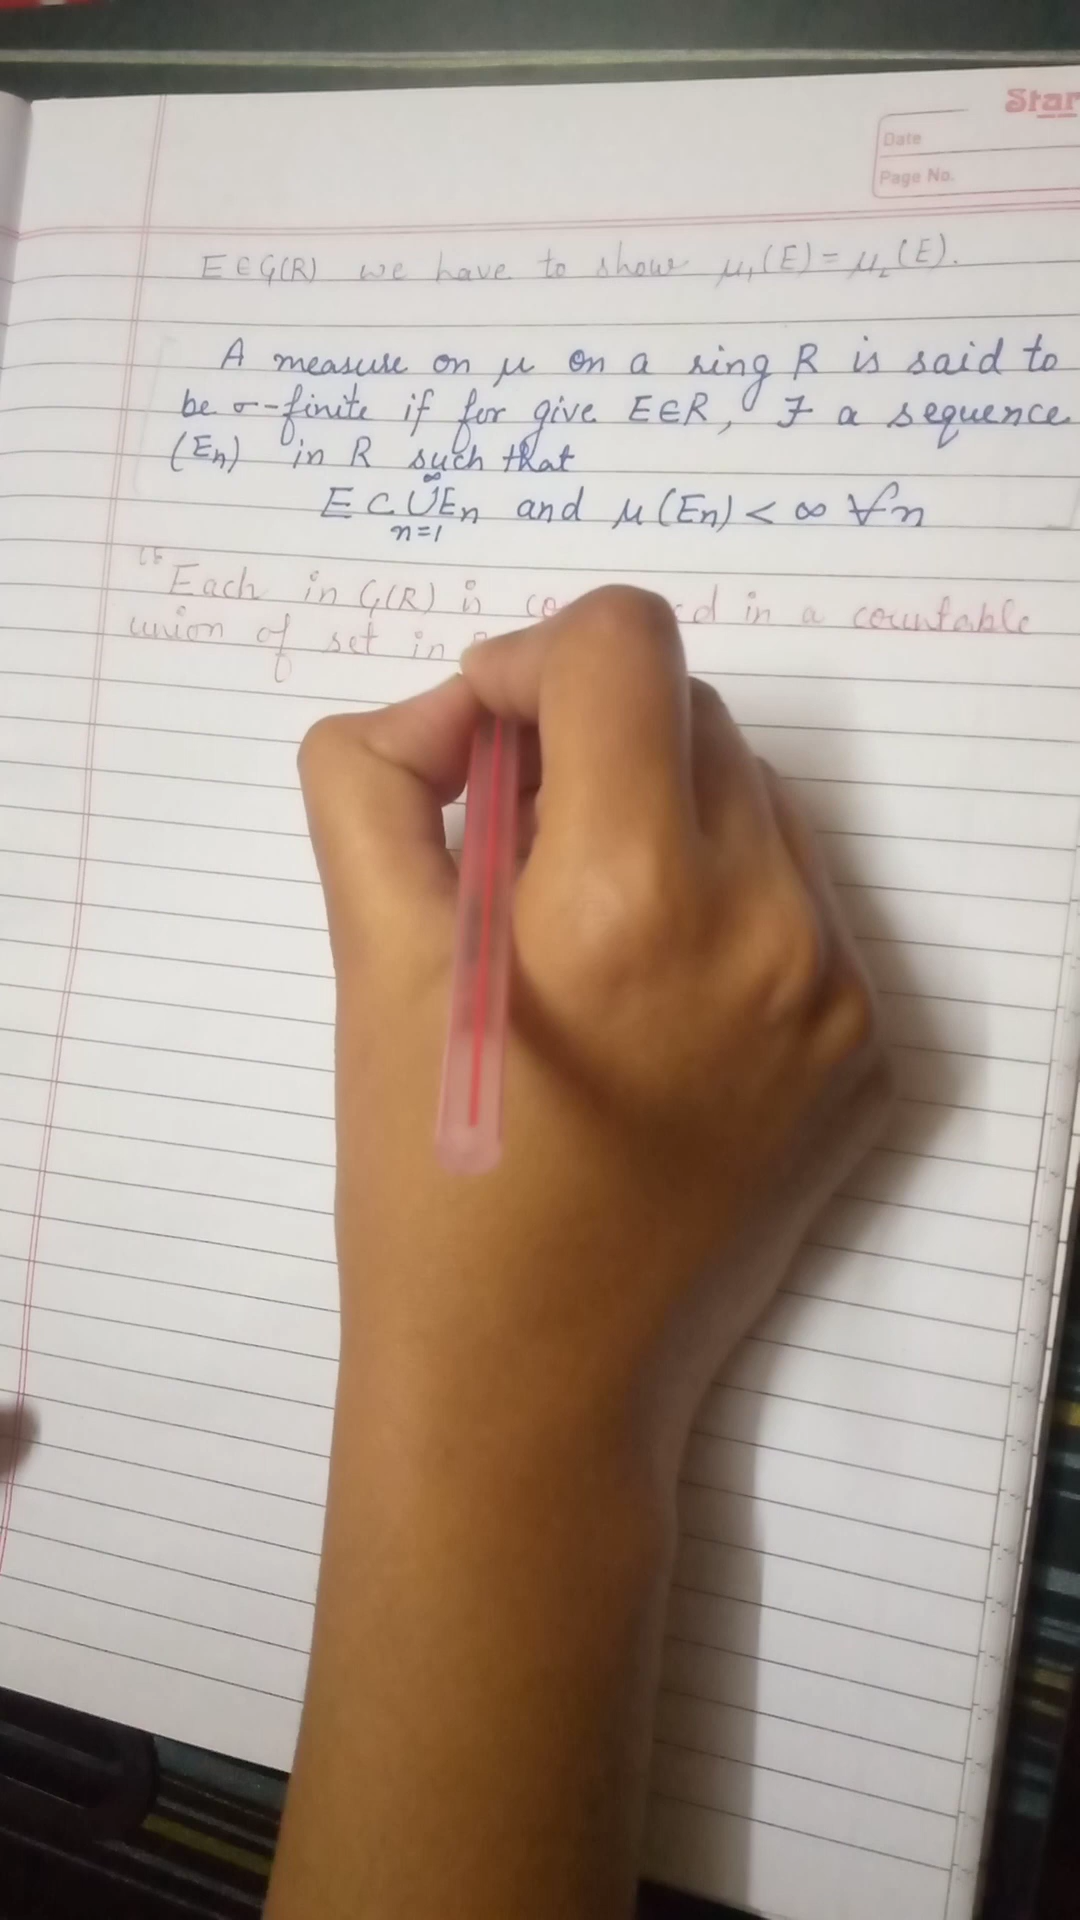 Star
Date
Page No.
E ∈ G(R) we have to show μ₁(E) = μ₂(E).
A measure on μ on a ring R is said to
be σ-finite if for give E∈R, ∃ a sequence
(En) in R such that
E ⊂ ∞∪n=1 En and μ(En) < ∞ ∀n
"Each in G(R) is in a countable
union of set in